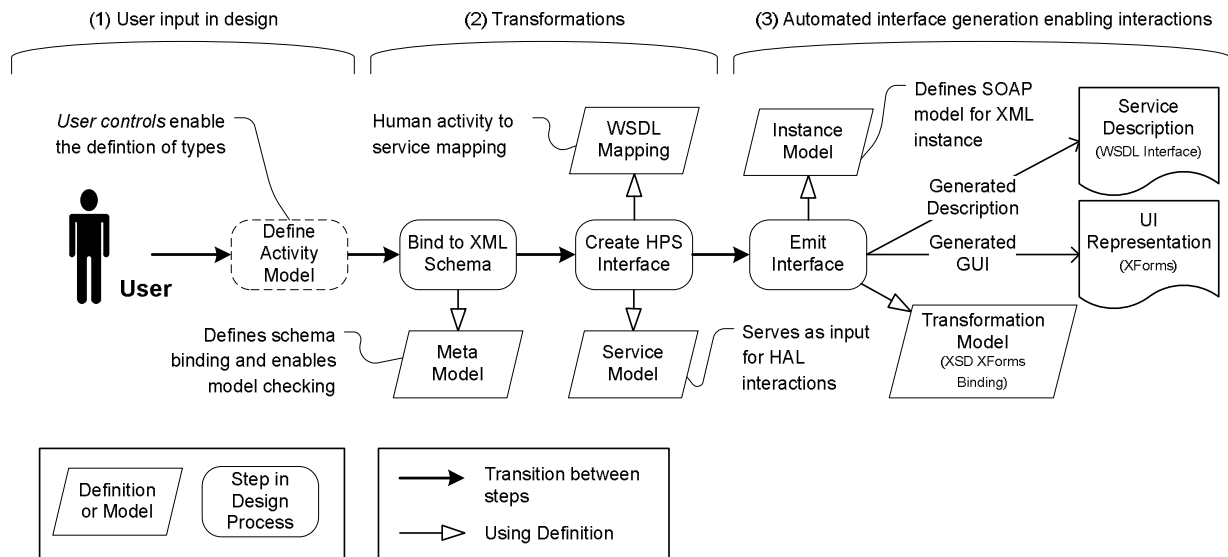 (1) User input in design
(2) Transformations
(3) Automated interface generation enabling interactions
User controls enable
the defintion of types
Human activity to
service mapping
WSDL
Mapping
Instance
Model
Defines SOAP
model for XML
instance
Service
Description
(WSDL Interface)
Generated
Description
User
Define
Activity
Model
Bind to XML
Schema
Create HPS
Interface
Emit
Interface
Generated
GUI
UI
Representation
(XForms)
Defines schema
binding and enables
model checking
Meta
Model
Service
Model
Serves as input
for HAL
interactions
Transformation
Model
(XSD XForms
Binding)
Definition
or Model
Step in
Design
Process
Transition between
steps
Using Definition